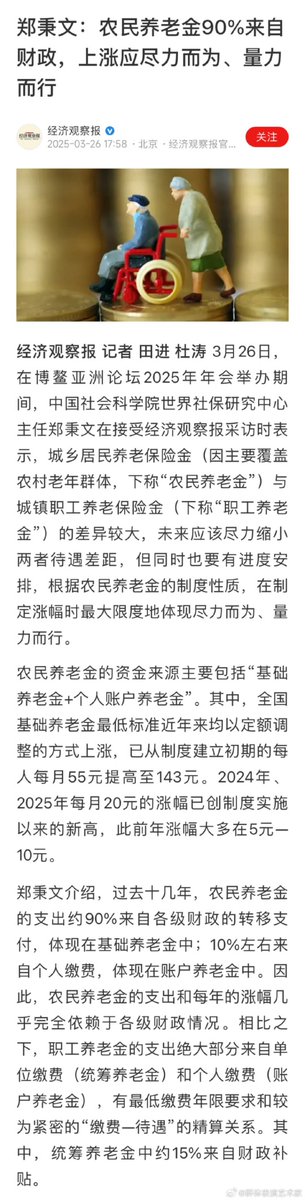 郑秉文：农民养老金90%来自
财政，上涨应尽力而为、量力
而行
经济观察报
经济观察报
2025-03-26 17:58・北京・经济观察报官...
关注
经济观察报 记者 田进 杜涛 3月26日，
在博鳌亚洲论坛2025年年会举办期
间，中国社会科学院世界社保研究中心
主任郑秉文在接受经济观察报采访时表
示，城乡居民养老保险金（因主要覆盖
农村老年群体，下称“农民养老金”）与
城镇职工养老保险金（下称“职工养老
金”）的差异较大，未来应该尽力缩小
两者待遇差距，但同时也要有进度安
排，根据农民养老金的制度性质，在制
定涨幅时最大限度地体现尽力而为、量
力而行。
农民养老金的资金来源主要包括“基础
养老金+个人账户养老金”。其中，全国
基础养老金最低标准近年来均以定额调
整的方式上涨，已从制度建立初期的每
人每月55元提高至143元。2024年、
2025年每月20元的涨幅已创制度实施
以来的新高，此前年涨幅大多在5元—
10元。
郑秉文介绍，过去十几年，农民养老金
的支出约90%来自各级财政的转移支
付，体现在基础养老金中；10%左右来
自个人缴费，体现在账户养老金中。因
此，农民养老金的支出和每年的涨幅几
乎完全依赖于各级财政情况。相比之
下，职工养老金的支出绝大部分来自单
位缴费（统筹养老金）和个人缴费（账
户养老金），有最低缴费年限要求和较
为紧密的“缴费—待遇”的精算关系。其
中，统筹养老金中约15%来自财政补
贴。